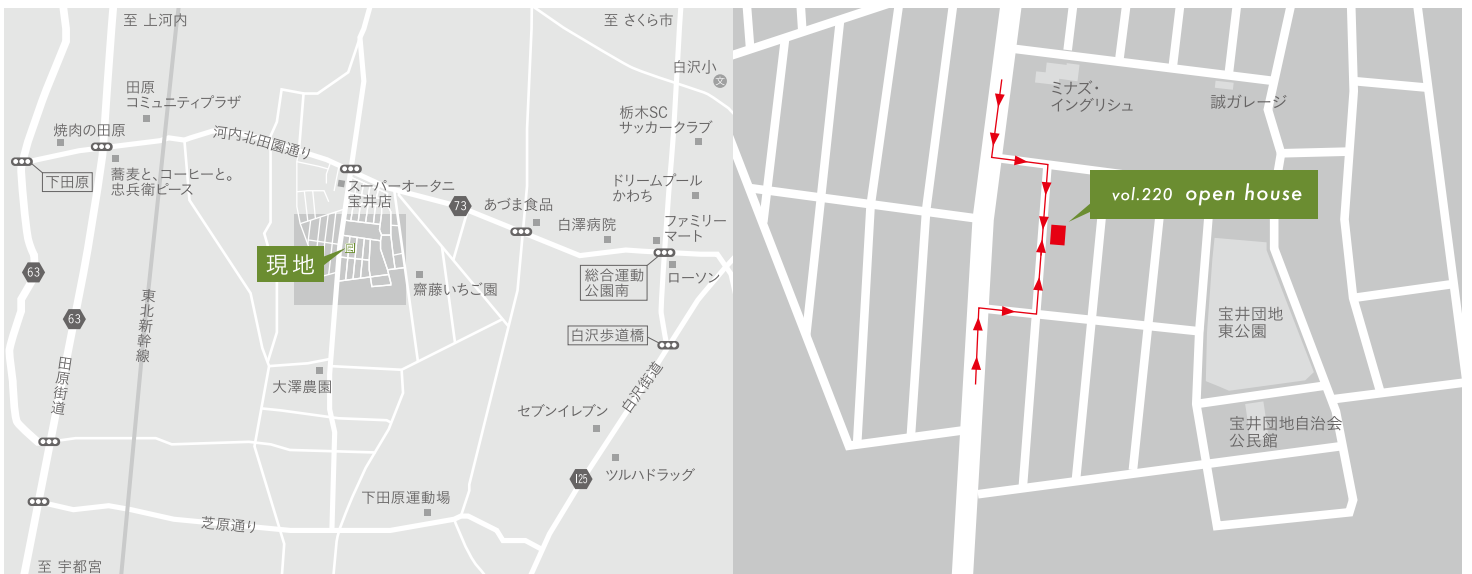 至 上河内
至 さくら市
白沢小
文
田原
コミュニティプラザ
栃木SC
サッカークラブ
焼肉の田原
河内北田園通り
下田原
蕎麦と、コーヒーと。
忠兵衛ピース
スーパーオータニ
宝井店
ドリームプール
かわち
73
あづま食品
白澤病院
ファミリー
マート
現地
63
総合運動
公園南
ローソン
齋藤いちご園
東北新幹線
63
白沢歩道橋
田原街道
大澤農園
白沢街道
セブンイレブン
125
ツルハドラッグ
下田原運動場
芝原通り
至 宇都宮
ミナズ・
イングリシュ
誠ガレージ
vol.220 open house
宝井団地
東公園
宝井団地自治会
公民館